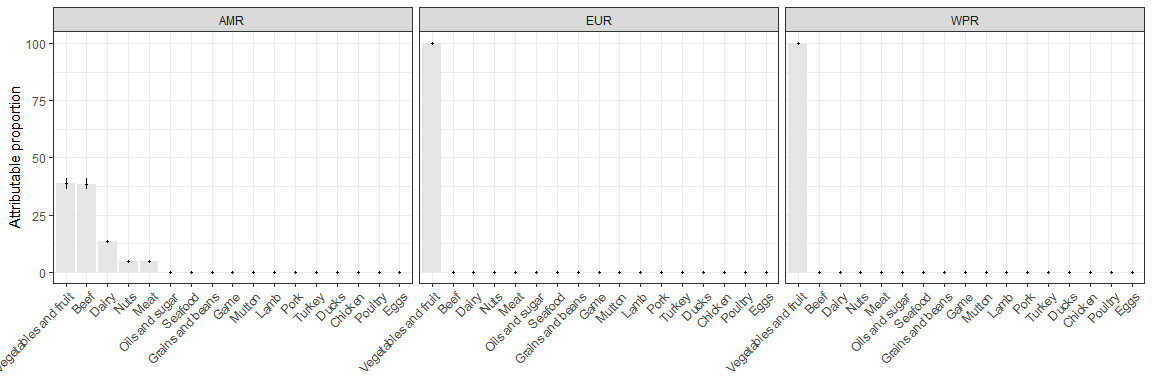 AMR EUR WPR
Attributable proportion
100
75
50
25
0
Vegetables and fruit Beef Dairy Nuts Meat Oils and sugar Seafood Grains and beans Game Mutton Lamb Pork Turkey Ducks Chicken Poultry Eggs
Vegetables and fruit Beef Dairy Nuts Meat Oils and sugar Seafood Grains and beans Game Mutton Lamb Pork Turkey Ducks Chicken Poultry Eggs
Vegetables and fruit Beef Dairy Nuts Meat Oils and sugar Seafood Grains and beans Game Mutton Lamb Pork Turkey Ducks Chicken Poultry Eggs